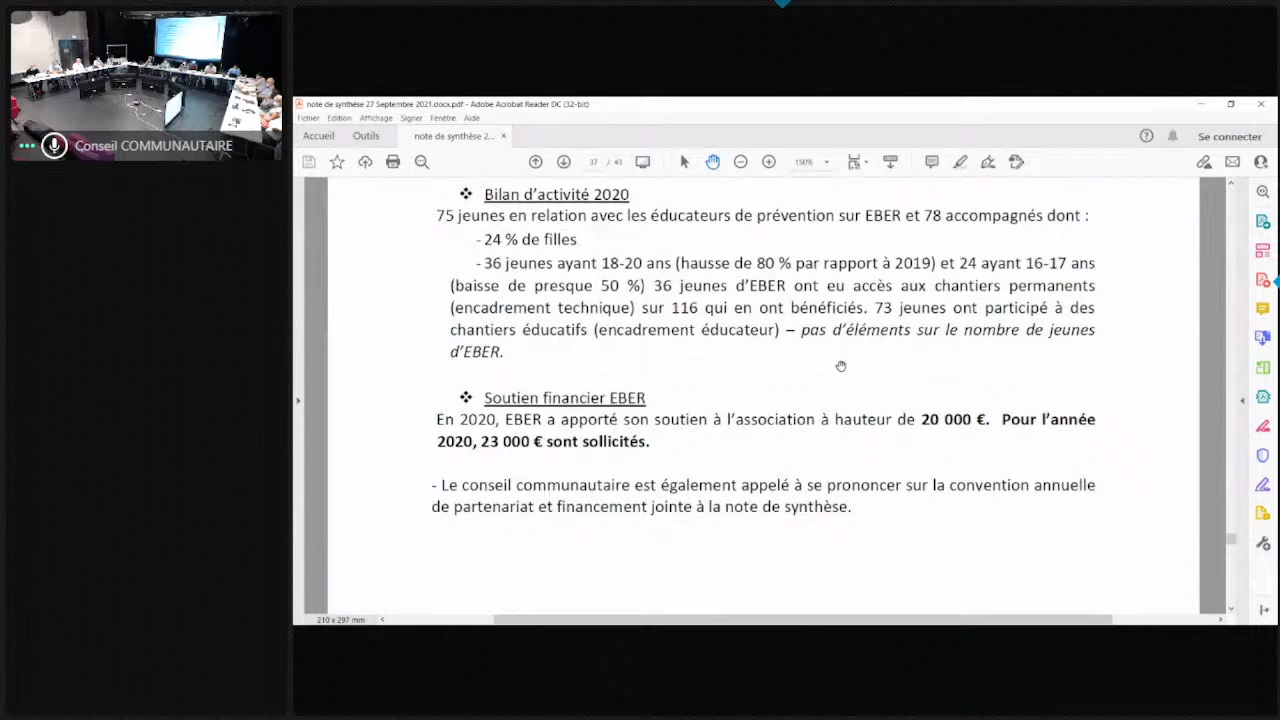 Conseil COMMUNAUTAIRE
note de synthèse 27 Septembre 2021.docx.pdf - Adobe Acrobat Reader DC (32-bit)
Fichier Edition Affichage Signer Fenêtre Aide
Accueil Outils note de synthèse 2... × Se connecter
37 / 43 150%
❖ Bilan d'activité 2020
75 jeunes en relation avec les éducateurs de prévention sur EBER et 78 accompagnés dont :
- 24 % de filles
- 36 jeunes ayant 18-20 ans (hausse de 80 % par rapport à 2019) et 24 ayant 16-17 ans
(baisse de presque 50 %) 36 jeunes d'EBER ont eu accès aux chantiers permanents
(encadrement technique) sur 116 qui en ont bénéficiés. 73 jeunes ont participé à des
chantiers éducatifs (encadrement éducateur) – pas d'éléments sur le nombre de jeunes
d'EBER.
❖ Soutien financier EBER
En 2020, EBER a apporté son soutien à l'association à hauteur de 20 000 €. Pour l'année
2020, 23 000 € sont sollicités.
- Le conseil communautaire est également appelé à se prononcer sur la convention annuelle
de partenariat et financement jointe à la note de synthèse.
210 x 297 mm